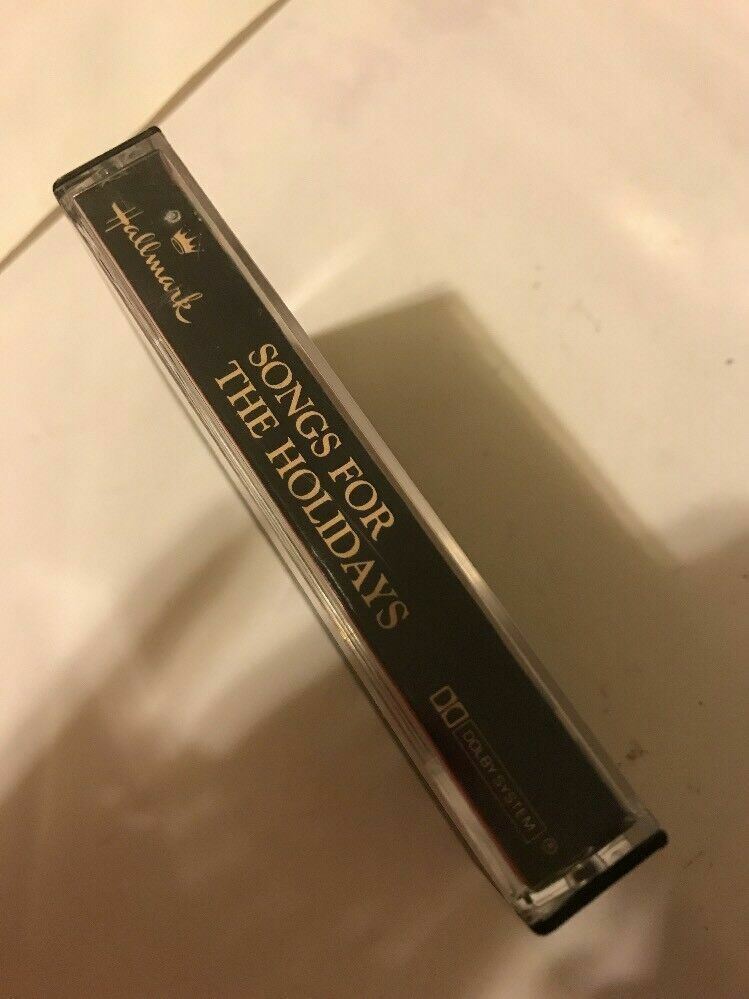 Hallmark
SONGS FOR
THE HOLIDAYS
DOLBY SYSTEM
®